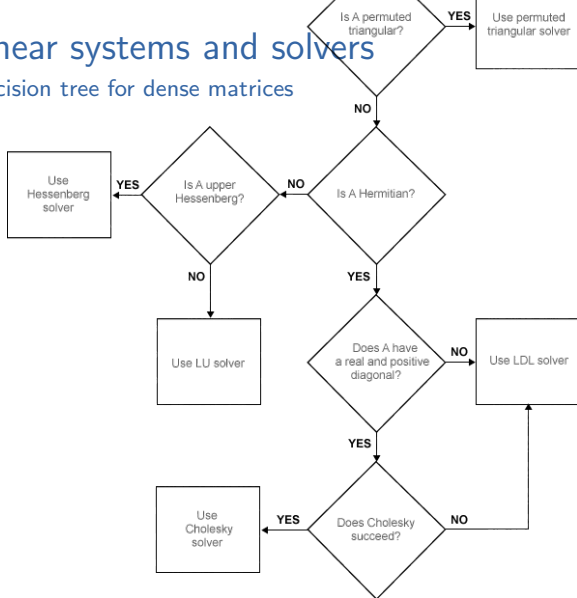 near systems and solvers
cision tree for dense matrices
Is A permuted
triangular?
YES
Use permuted
triangular solver
NO
Use
Hessenberg
solver
YES
Is A upper
Hessenberg?
NO
Is A Hermitian?
NO
YES
Use LU solver
Does A have
a real and positive
diagonal?
NO
Use LDL solver
YES
Use
Cholesky
solver
YES
Does Cholesky
succeed?
NO